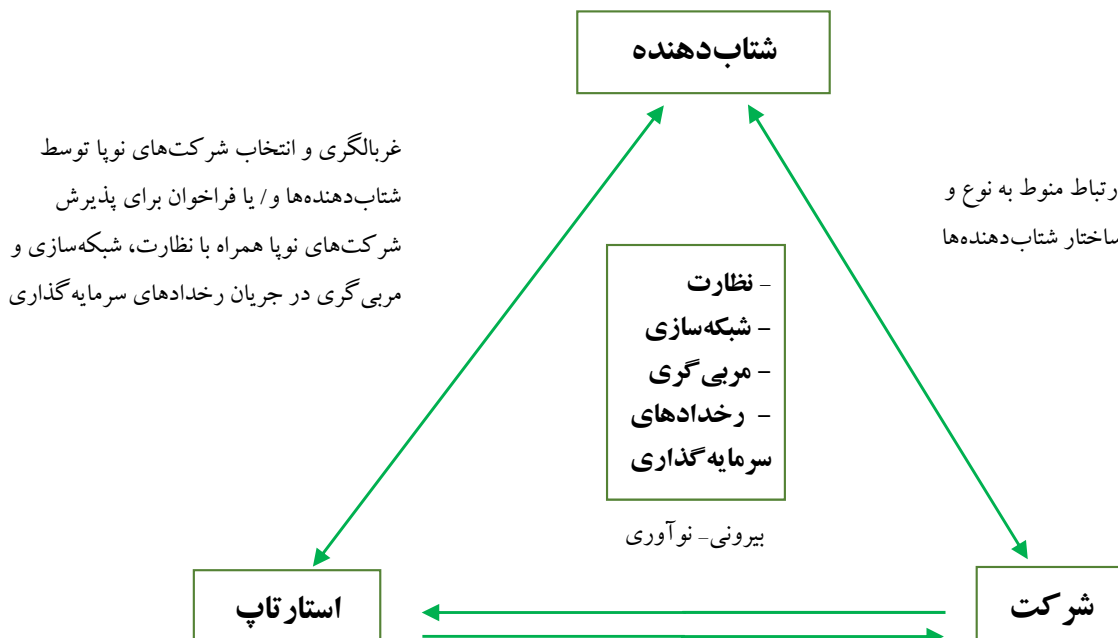 شتاب‌دهنده
غربالگری و انتخاب شرکت‌های نوپا توسط
شتاب‌دهنده‌ها و/ یا فراخوان برای پذیرش
شرکت‌های نوپا همراه با نظارت، شبکه‌سازی و
مربی‌گری در جریان رخدادهای سرمایه‌گذاری
رتباط منوط به نوع و
ساختار شتاب‌دهنده‌ها
- نظارت
- شبکه‌سازی
- مربی‌گری
- رخدادهای
سرمایه‌گذاری
بیرونی- نوآوری
استارتاپ
شرکت